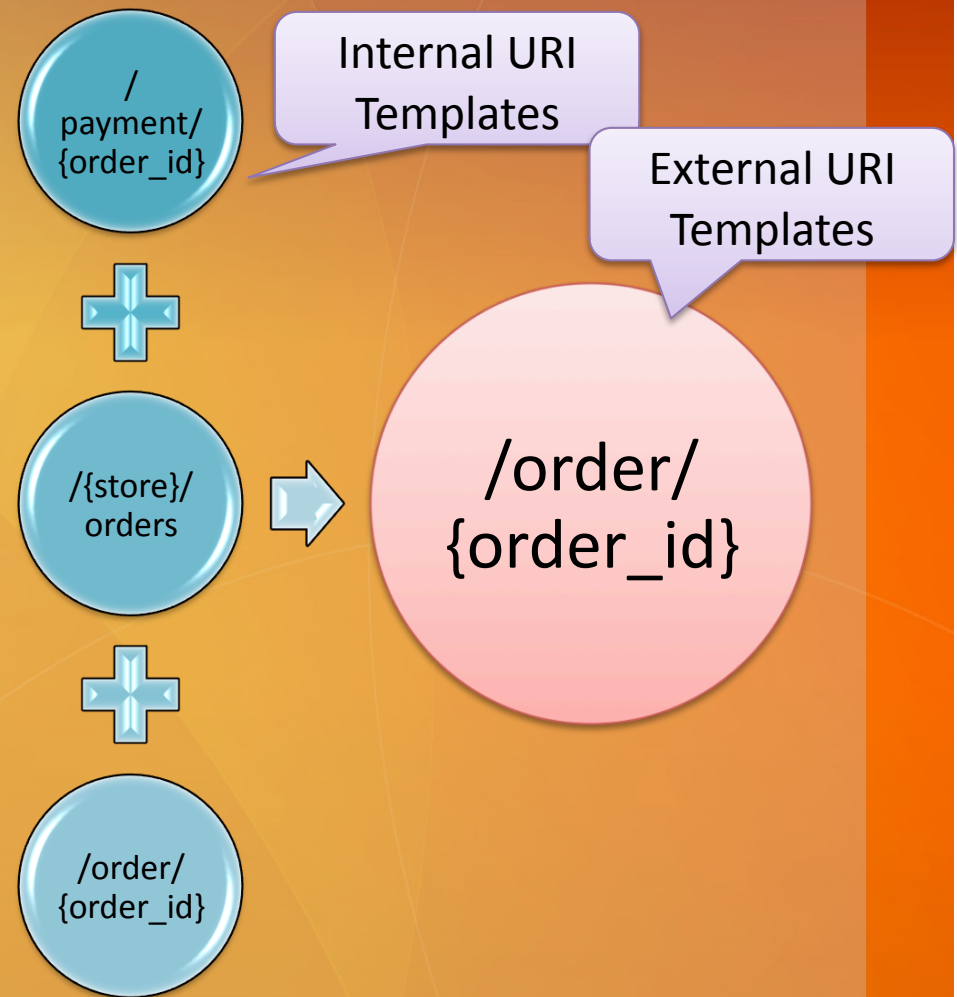 /
payment/
{order_id}
Internal URI
Templates
External URI
Templates
/{store}/
orders
/order/
{order_id}
/order/
{order_id}